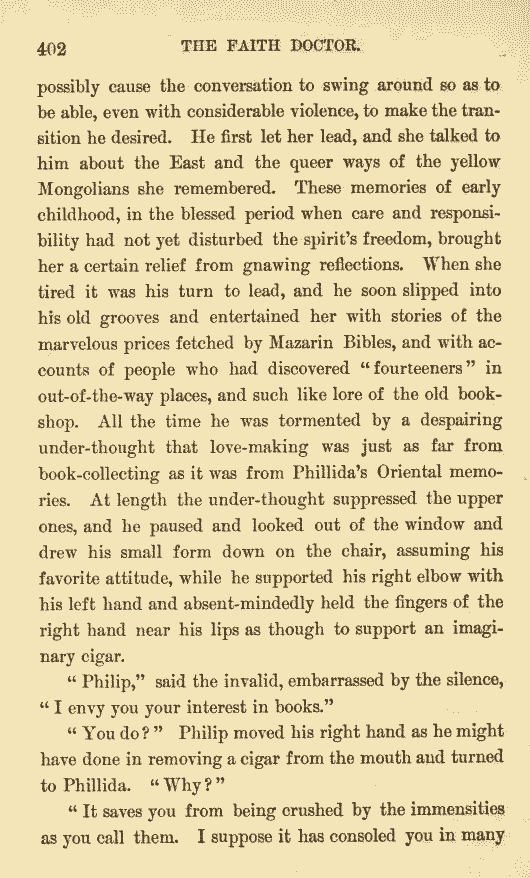 402 THE FAITH DOCTOR.
possibly cause the conversation to swing around so as to
be able, even with considerable violence, to make the tran-
sition he desired. He first let her lead, and she talked to
him about the East and the queer ways of the yellow
Mongolians she remembered. These memories of early
childhood, in the blessed period when care and responsi-
bility had not yet disturbed the spirit's freedom, brought
her a certain relief from gnawing reflections. When she
tired it was his turn to lead, and he soon slipped into
his old grooves and entertained her with stories of the
marvelous prices fetched by Mazarin Bibles, and with ac-
counts of people who had discovered "fourteeners" in
out-of-the-way places, and such like lore of the old book-
shop. All the time he was tormented by a despairing
under-thought that love-making was just as far from
book-collecting as it was from Phillida's Oriental memo-
ries. At length the under-thought suppressed the upper
ones, and he paused and looked out of the window and
drew his small form down on the chair, assuming his
favorite attitude, while he supported his right elbow with
his left hand and absent-mindedly held the fingers of the
right hand near his lips as though to support an imagi-
nary cigar.
"Philip," said the invalid, embarrassed by the silence,
"I envy you your interest in books."
"You do?" Philip moved his right hand as he might
have done in removing a cigar from the mouth and turned
to Phillida. "Why?"
"It saves you from being crushed by the immensities
as you call them. I suppose it has consoled you in many